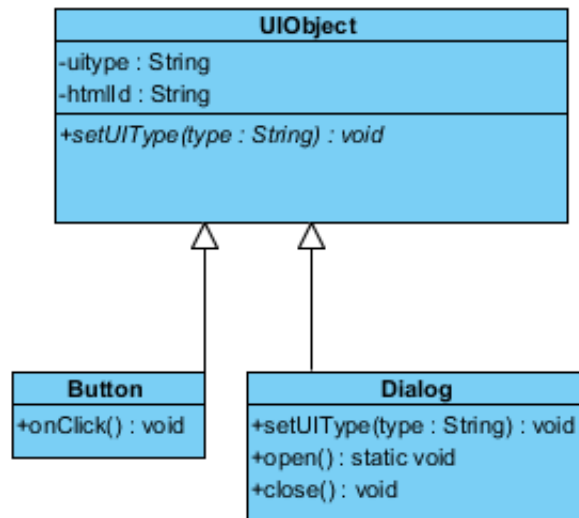 UIObject
-uitype : String
-htmlId : String
+setUIType(type : String) : void
Button
+onClick() : void
Dialog
+setUIType(type : String) : void
+open() : static void
+close() : void